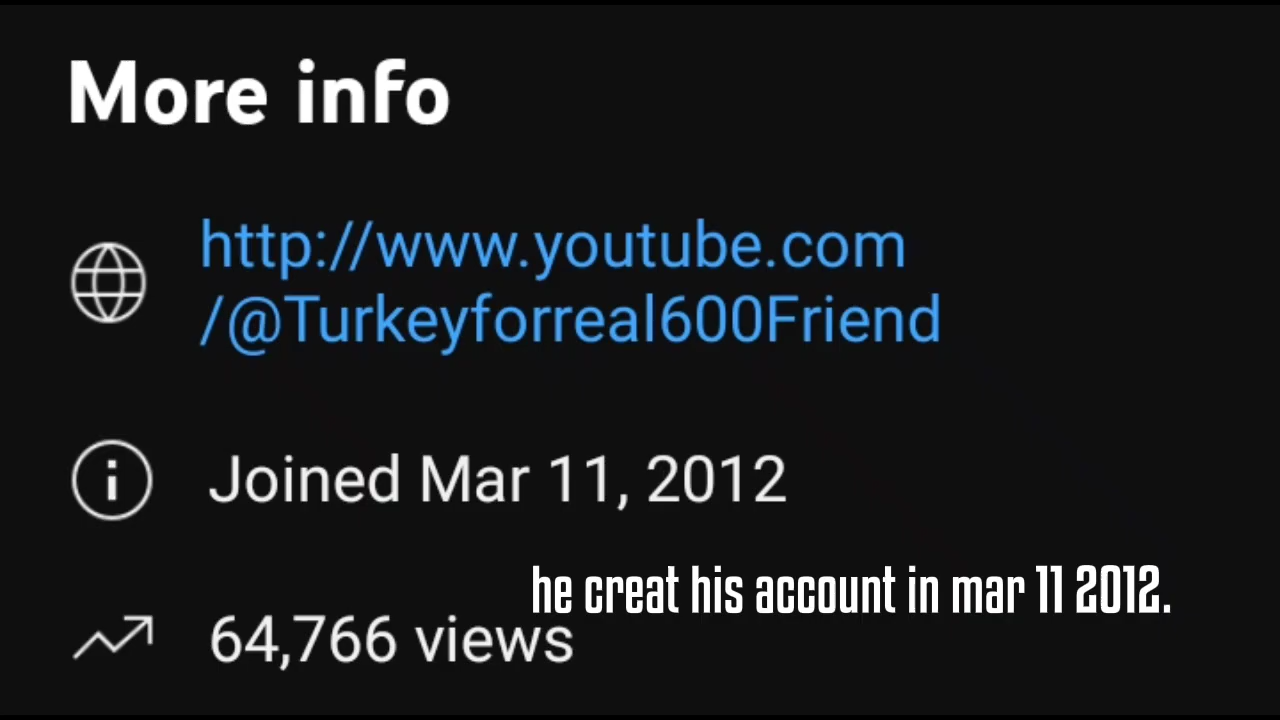 More info
http://www.youtube.com
/@Turkeyforreal600Friend
Joined Mar 11, 2012
he creat his account in mar 11 2012.
64,766 views